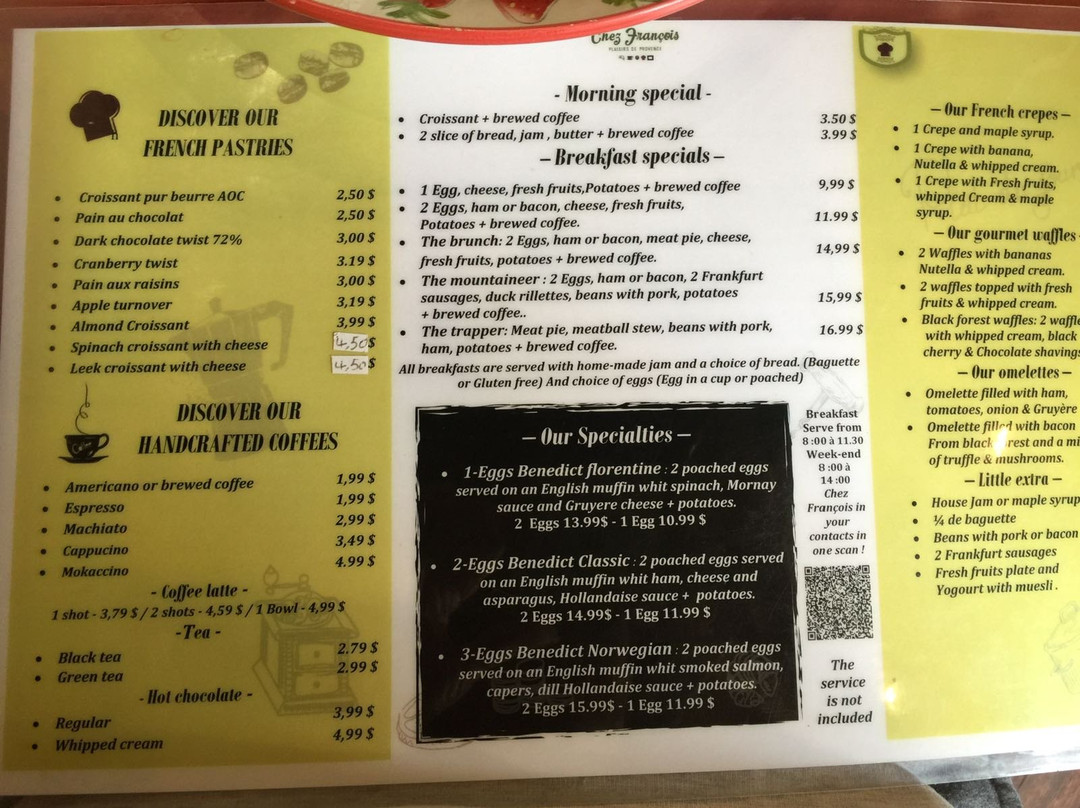 DISCOVER OUR
FRENCH PASTRIES
• Croissant pur beurre AOC 2,50 $
• Pain au chocolat 2,50 $
• Dark chocolate twist 72% 3,00 $
• Cranberry twist 3.19 $
• Pain aux raisins 3,00 $
• Apple turnover 3,19 $
• Almond Croissant 3,99 $
• Spinach croissant with cheese 4,50 $
• Leek croissant with cheese 4,50 $
DISCOVER OUR
HANDCRAFTED COFFEES
• Americano or brewed coffee 1,99 $
• Espresso 1,99 $
• Machiato 2,99 $
• Cappucino 3,49 $
• Mokaccino 4.99 $
- Coffee latte -
1 shot - 3,79 $ / 2 shots - 4,59 $ / 1 Bowl - 4,99 $
-Tea -
• Black tea 2.79 $
• Green tea 2.99 $
- Hot chocolate -
• Regular 3,99 $
• Whipped cream 4,99 $
Chez François
PLAISIRS DE PROVENCE
- Morning special -
• Croissant + brewed coffee 3.50 $
• 2 slice of bread, jam , butter + brewed coffee 3.99 $
– Breakfast specials –
• 1 Egg, cheese, fresh fruits,Potatoes + brewed coffee 9,99 $
• 2 Eggs, ham or bacon, cheese, fresh fruits,
Potatoes + brewed coffee. 11.99 $
• The brunch: 2 Eggs, ham or bacon, meat pie, cheese,
fresh fruits, potatoes + brewed coffee. 14,99 $
• The mountaineer : 2 Eggs, ham or bacon, 2 Frankfurt
sausages, duck rillettes, beans with pork, potatoes 15,99 $
+ brewed coffee..
• The trapper: Meat pie, meatball stew, beans with pork, 16.99 $
ham, potatoes + brewed coffee.
All breakfasts are served with home-made jam and a choice of bread. (Baguette
or Gluten free) And choice of eggs (Egg in a cup or poached)
– Our Specialties –
• 1-Eggs Benedict florentine : 2 poached eggs
served on an English muffin whit spinach, Mornay
sauce and Gruyere cheese + potatoes.
2 Eggs 13.99$ - 1 Egg 10.99 $
• 2-Eggs Benedict Classic : 2 poached eggs served
on an English muffin whit ham, cheese and
asparagus, Hollandaise sauce + potatoes.
2 Eggs 14.99$ - 1 Egg 11.99 $
• 3-Eggs Benedict Norwegian : 2 poached eggs
served on an English muffin whit smoked salmon,
capers, dill Hollandaise sauce + potatoes.
2 Eggs 15.99$ - 1 Egg 11.99 $
Breakfast
Serve from
8 :00 à 11.30
Week-end
8 :00 à
14 :00
Chez
François in
your
contacts in
one scan !
The
service
is not
included
– Our French crepes –
• 1 Crepe and maple syrup.
• 1 Crepe with banana,
Nutella & whipped cream.
• 1 Crepe with Fresh fruits,
whipped Cream & maple
syrup.
– Our gourmet waffles -
• 2 Waffles with bananas
Nutella & whipped cream.
• 2 waffles topped with fresh
fruits & whipped cream.
• Black forest waffles: 2 waffle
with whipped cream, black
cherry & Chocolate shavings
– Our omelettes–
• Omelette filled with ham,
tomatoes, onion & Gruyère
• Omelette filled with bacon
From black rest and a mi
of truffle & mushrooms.
– Little extra –
• House Jam or maple syrup
• ¼ de baguette
• Beans with pork or bacon
• 2 Frankfurt sausages
• Fresh fruits plate and
Yogourt with muesli .